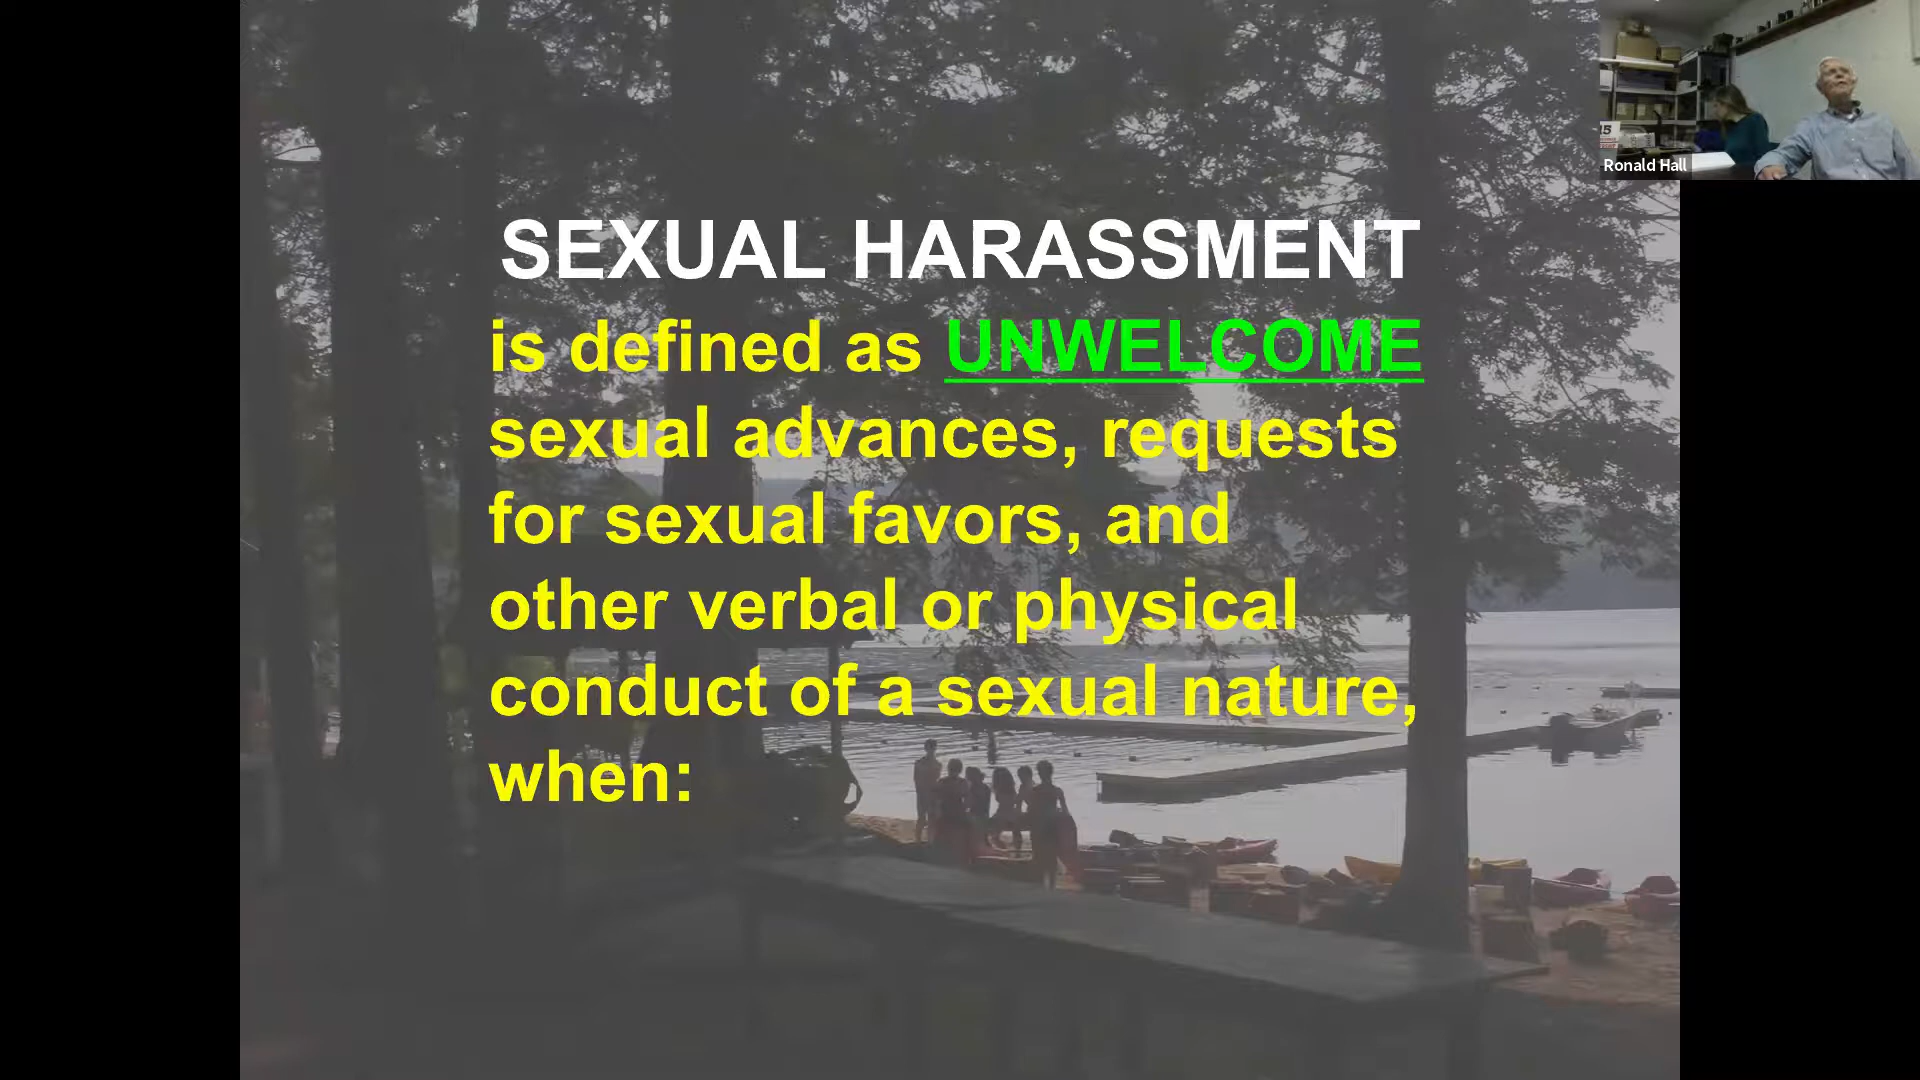 SEXUAL HARASSMENT
is defined as UNWELCOME
sexual advances, requests
for sexual favors, and
other verbal or physical
conduct of a sexual nature,
when:
15
Ronald Hall